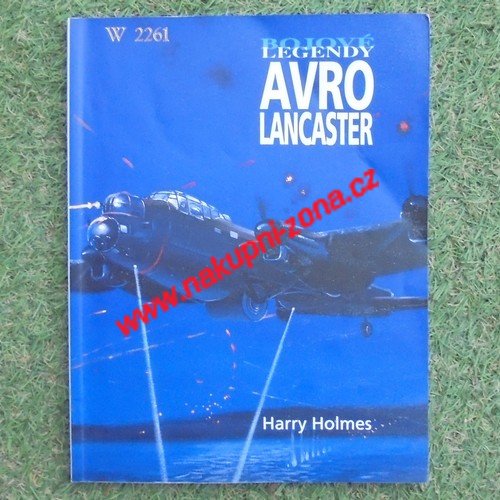 W 2261
BOJOVÉ
LEGENDY
AVRO
LANCASTER
www.nakupni-zona.cz
Harry Holmes